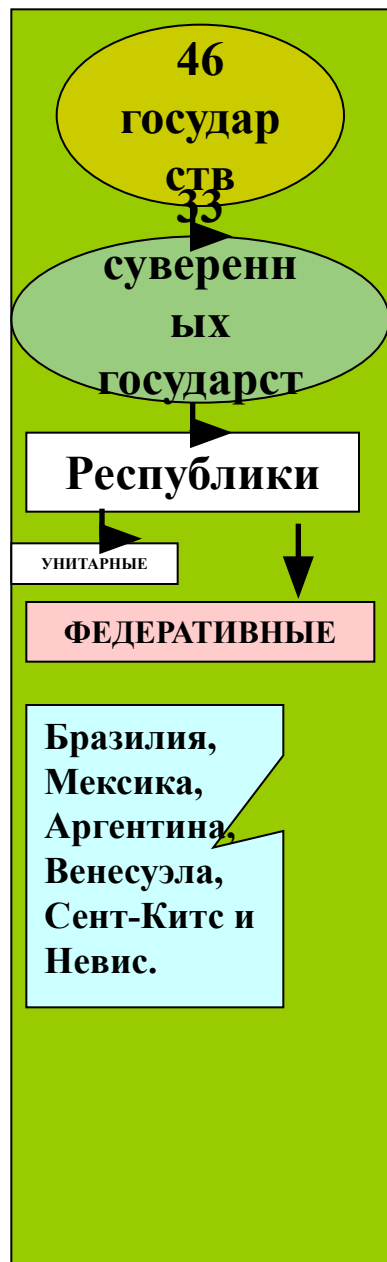 46
государ
ств
33
суверенн
ых
государст
Республики
УНИТАРНЫЕ
ФЕДЕРАТИВНЫЕ
Бразилия,
Мексика,
Аргентина,
Венесуэла,
Сент-Китс и
Невис.